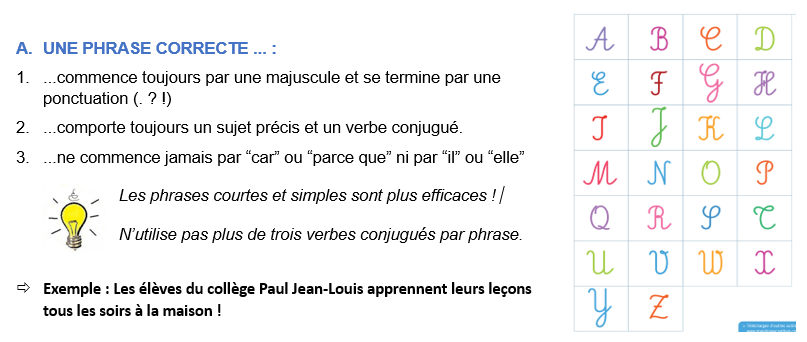 A. UNE PHRASE CORRECTE ... :
1. ...commence toujours par une majuscule et se termine par une
ponctuation (. ? !)
2. ...comporte toujours un sujet précis et un verbe conjugué.
3. ...ne commence jamais par “car” ou “parce que” ni par “il” ou “elle”
Les phrases courtes et simples sont plus efficaces !
N’utilise pas plus de trois verbes conjugués par phrase.
⇨ Exemple : Les élèves du collège Paul Jean-Louis apprennent leurs leçons
tous les soirs à la maison !
A B C D
E F G H
I J K L
M N O P
Q R S T
U V W X
Y Z